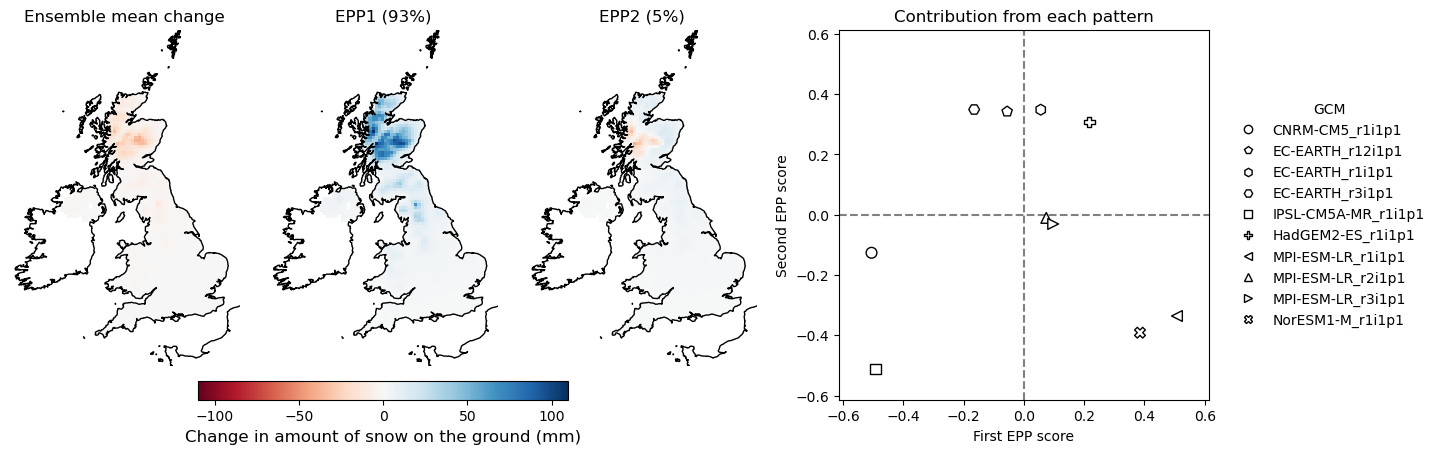 Ensemble mean change
EPP1 (93%)
EPP2 (5%)
−100
−50
0
50
100
Change in amount of snow on the ground (mm)
Contribution from each pattern
0.6
0.4
0.2
0.0
−0.2
−0.4
−0.6
Second EPP score
−0.6
−0.4
−0.2
0.0
0.2
0.4
0.6
First EPP score
GCM
CNRM-CM5_r1i1p1
EC-EARTH_r12i1p1
EC-EARTH_r1i1p1
EC-EARTH_r3i1p1
IPSL-CM5A-MR_r1i1p1
HadGEM2-ES_r1i1p1
MPI-ESM-LR_r1i1p1
MPI-ESM-LR_r2i1p1
MPI-ESM-LR_r3i1p1
NorESM1-M_r1i1p1